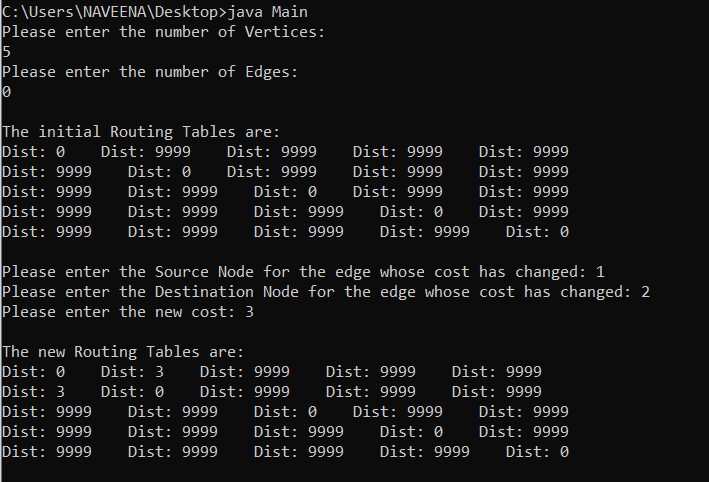 C:\Users\NAVEENA\Desktop>java Main
Please enter the number of Vertices:
5
Please enter the number of Edges:
0
The initial Routing Tables are:
Dist: 0    Dist: 9999    Dist: 9999    Dist: 9999    Dist: 9999
Dist: 9999    Dist: 0    Dist: 9999    Dist: 9999    Dist: 9999
Dist: 9999    Dist: 9999    Dist: 0    Dist: 9999    Dist: 9999
Dist: 9999    Dist: 9999    Dist: 9999    Dist: 0    Dist: 9999
Dist: 9999    Dist: 9999    Dist: 9999    Dist: 9999    Dist: 0
Please enter the Source Node for the edge whose cost has changed: 1
Please enter the Destination Node for the edge whose cost has changed: 2
Please enter the new cost: 3
The new Routing Tables are:
Dist: 0    Dist: 3    Dist: 9999    Dist: 9999    Dist: 9999
Dist: 3    Dist: 0    Dist: 9999    Dist: 9999    Dist: 9999
Dist: 9999    Dist: 9999    Dist: 0    Dist: 9999    Dist: 9999
Dist: 9999    Dist: 9999    Dist: 9999    Dist: 0    Dist: 9999
Dist: 9999    Dist: 9999    Dist: 9999    Dist: 9999    Dist: 0